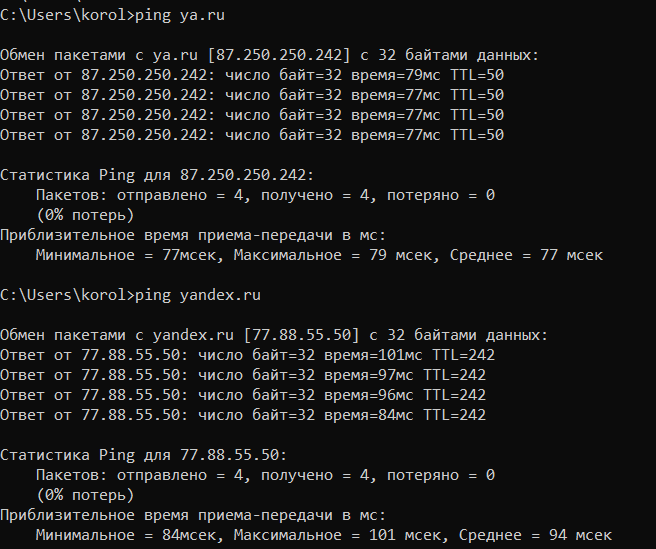 C:\Users\korol>ping ya.ru
Обмен пакетами с ya.ru [87.250.250.242] с 32 байтами данных:
Ответ от 87.250.250.242: число байт=32 время=79мс TTL=50
Ответ от 87.250.250.242: число байт=32 время=77мс TTL=50
Ответ от 87.250.250.242: число байт=32 время=77мс TTL=50
Ответ от 87.250.250.242: число байт=32 время=77мс TTL=50
Статистика Ping для 87.250.250.242:
    Пакетов: отправлено = 4, получено = 4, потеряно = 0
    (0% потерь)
Приблизительное время приема-передачи в мс:
    Минимальное = 77мсек, Максимальное = 79 мсек, Среднее = 77 мсек
C:\Users\korol>ping yandex.ru
Обмен пакетами с yandex.ru [77.88.55.50] с 32 байтами данных:
Ответ от 77.88.55.50: число байт=32 время=101мс TTL=242
Ответ от 77.88.55.50: число байт=32 время=97мс TTL=242
Ответ от 77.88.55.50: число байт=32 время=96мс TTL=242
Ответ от 77.88.55.50: число байт=32 время=84мс TTL=242
Статистика Ping для 77.88.55.50:
    Пакетов: отправлено = 4, получено = 4, потеряно = 0
    (0% потерь)
Приблизительное время приема-передачи в мс:
    Минимальное = 84мсек, Максимальное = 101 мсек, Среднее = 94 мсек